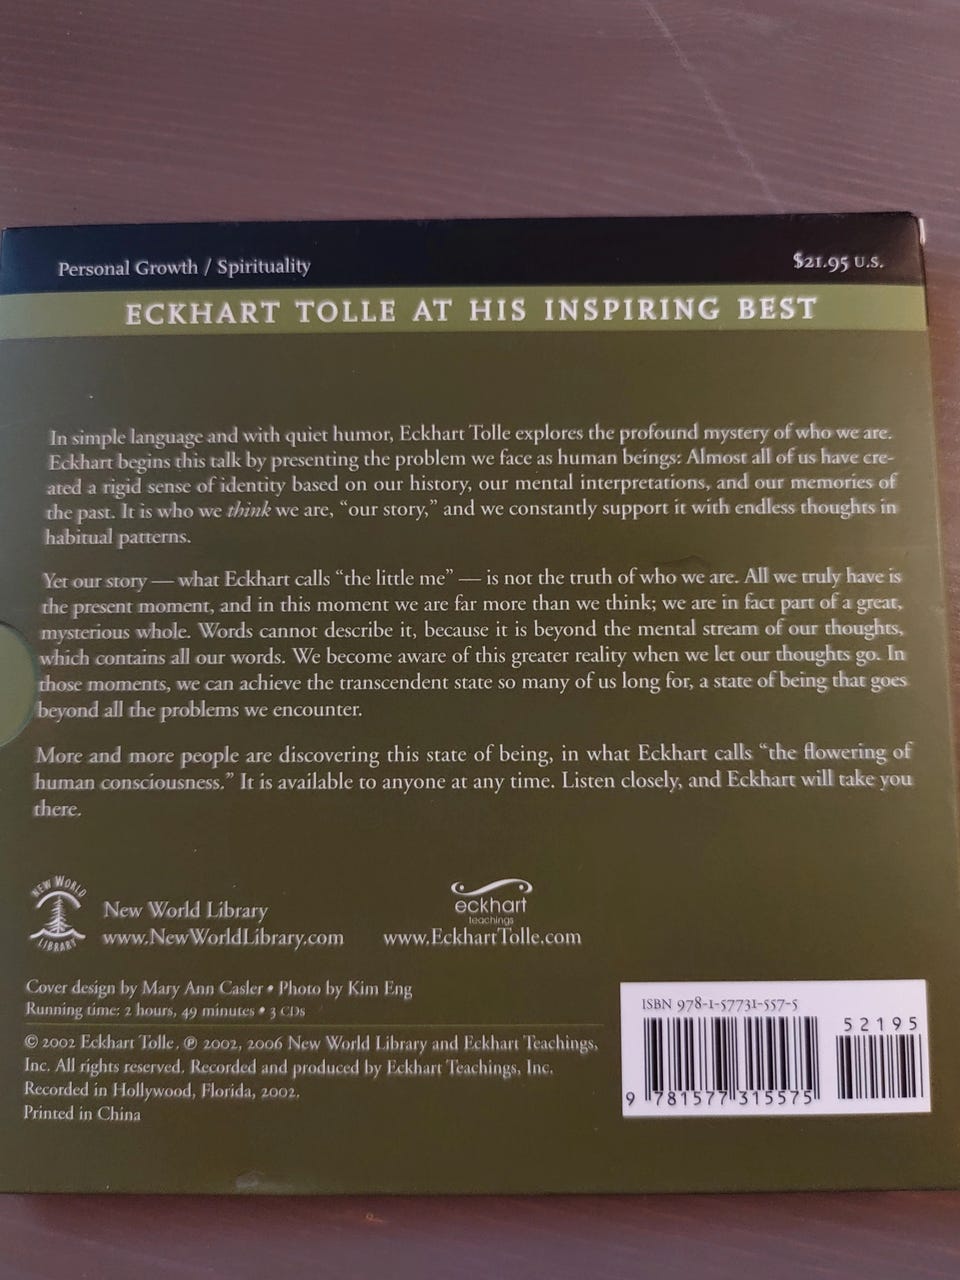 Personal Growth / Spirituality
$21.95 U.S.
ECKHART TOLLE AT HIS INSPIRING BEST
In simple language and with quiet humor, Eckhart Tolle explores the profound mystery of who we are.
Eckhart begins this talk by presenting the problem we face as human beings: Almost all of us have cre-
ated a rigid sense of identity based on our history, our mental interpretations, and our memories of
the past. It is who we think we are, “our story,” and we constantly support it with endless thoughts in
habitual patterns.
Yet our story — what Eckhart calls “the little me” — is not the truth of who we are. All we truly have is
the present moment, and in this moment we are far more than we think; we are in fact part of a great,
mysterious whole. Words cannot describe it, because it is beyond the mental stream of our thoughts,
which contains all our words. We become aware of this greater reality when we let our thoughts go. In
those moments, we can achieve the transcendent state so many of us long for, a state of being that goes
beyond all the problems we encounter.
More and more people are discovering this state of being, in what Eckhart calls “the flowering of
human consciousness.” It is available to anyone at any time. Listen closely, and Eckhart will take you
there.
NEW WORLD
LIBRARY
New World Library
www.NewWorldLibrary.com
eckhart
teachings
www.EckhartTolle.com
Cover design by Mary Ann Casler • Photo by Kim Eng
Running time: 2 hours, 49 minutes • 3 CDs
© 2002 Eckhart Tolle, ℗ 2002, 2006 New World Library and Eckhart Teachings,
Inc. All rights reserved. Recorded and produced by Eckhart Teachings, Inc.
Recorded in Hollywood, Florida, 2002.
Printed in China
ISBN 978-1-57731-557-5
52195
9 781577 315575